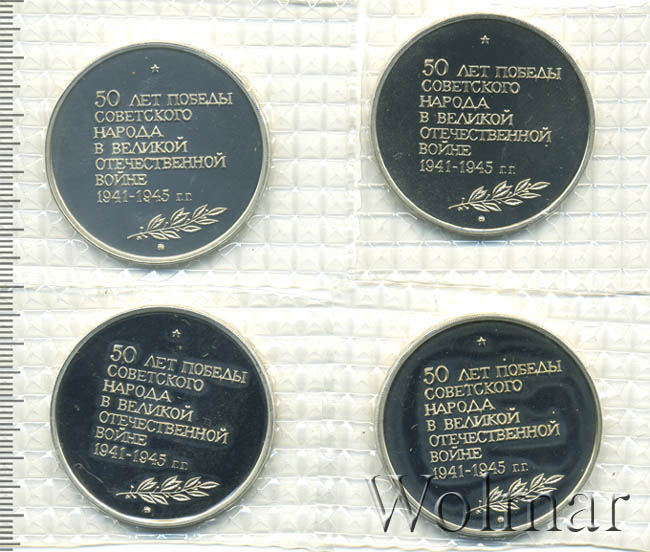 50 ЛЕТ ПОБЕДЫ
СОВЕТСКОГО
НАРОДА
В ВЕЛИКОЙ
ОТЕЧЕСТВЕННОЙ
ВОЙНЕ
1941-1945 г.г.
50 ЛЕТ ПОБЕДЫ
СОВЕТСКОГО
НАРОДА
В ВЕЛИКОЙ
ОТЕЧЕСТВЕННОЙ
ВОЙНЕ
1941-1945 г.г.
50 ЛЕТ ПОБЕДЫ
СОВЕТСКОГО
НАРОДА
В ВЕЛИКОЙ
ОТЕЧЕСТВЕННОЙ
ВОЙНЕ
1941-1945 г.г.
50 ЛЕТ ПОБЕДЫ
СОВЕТСКОГО
НАРОДА
В ВЕЛИКОЙ
ОТЕЧЕСТВЕННОЙ
ВОЙНЕ
1941-1945 г.г.
Wolmar